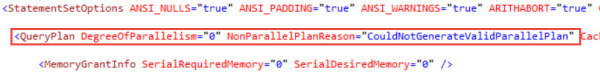 <StatementSetOptions ANSI_NULLS="true" ANSI_PADDING="true" ANSI_WARNINGS="true" ARITHABORT="true"
<QueryPlan DegreeOfParallelism="0" NonParallelPlanReason="CouldNotGenerateValidParallelPlan" Cac
<MemoryGrantInfo SerialRequiredMemory="0" SerialDesiredMemory="0" />